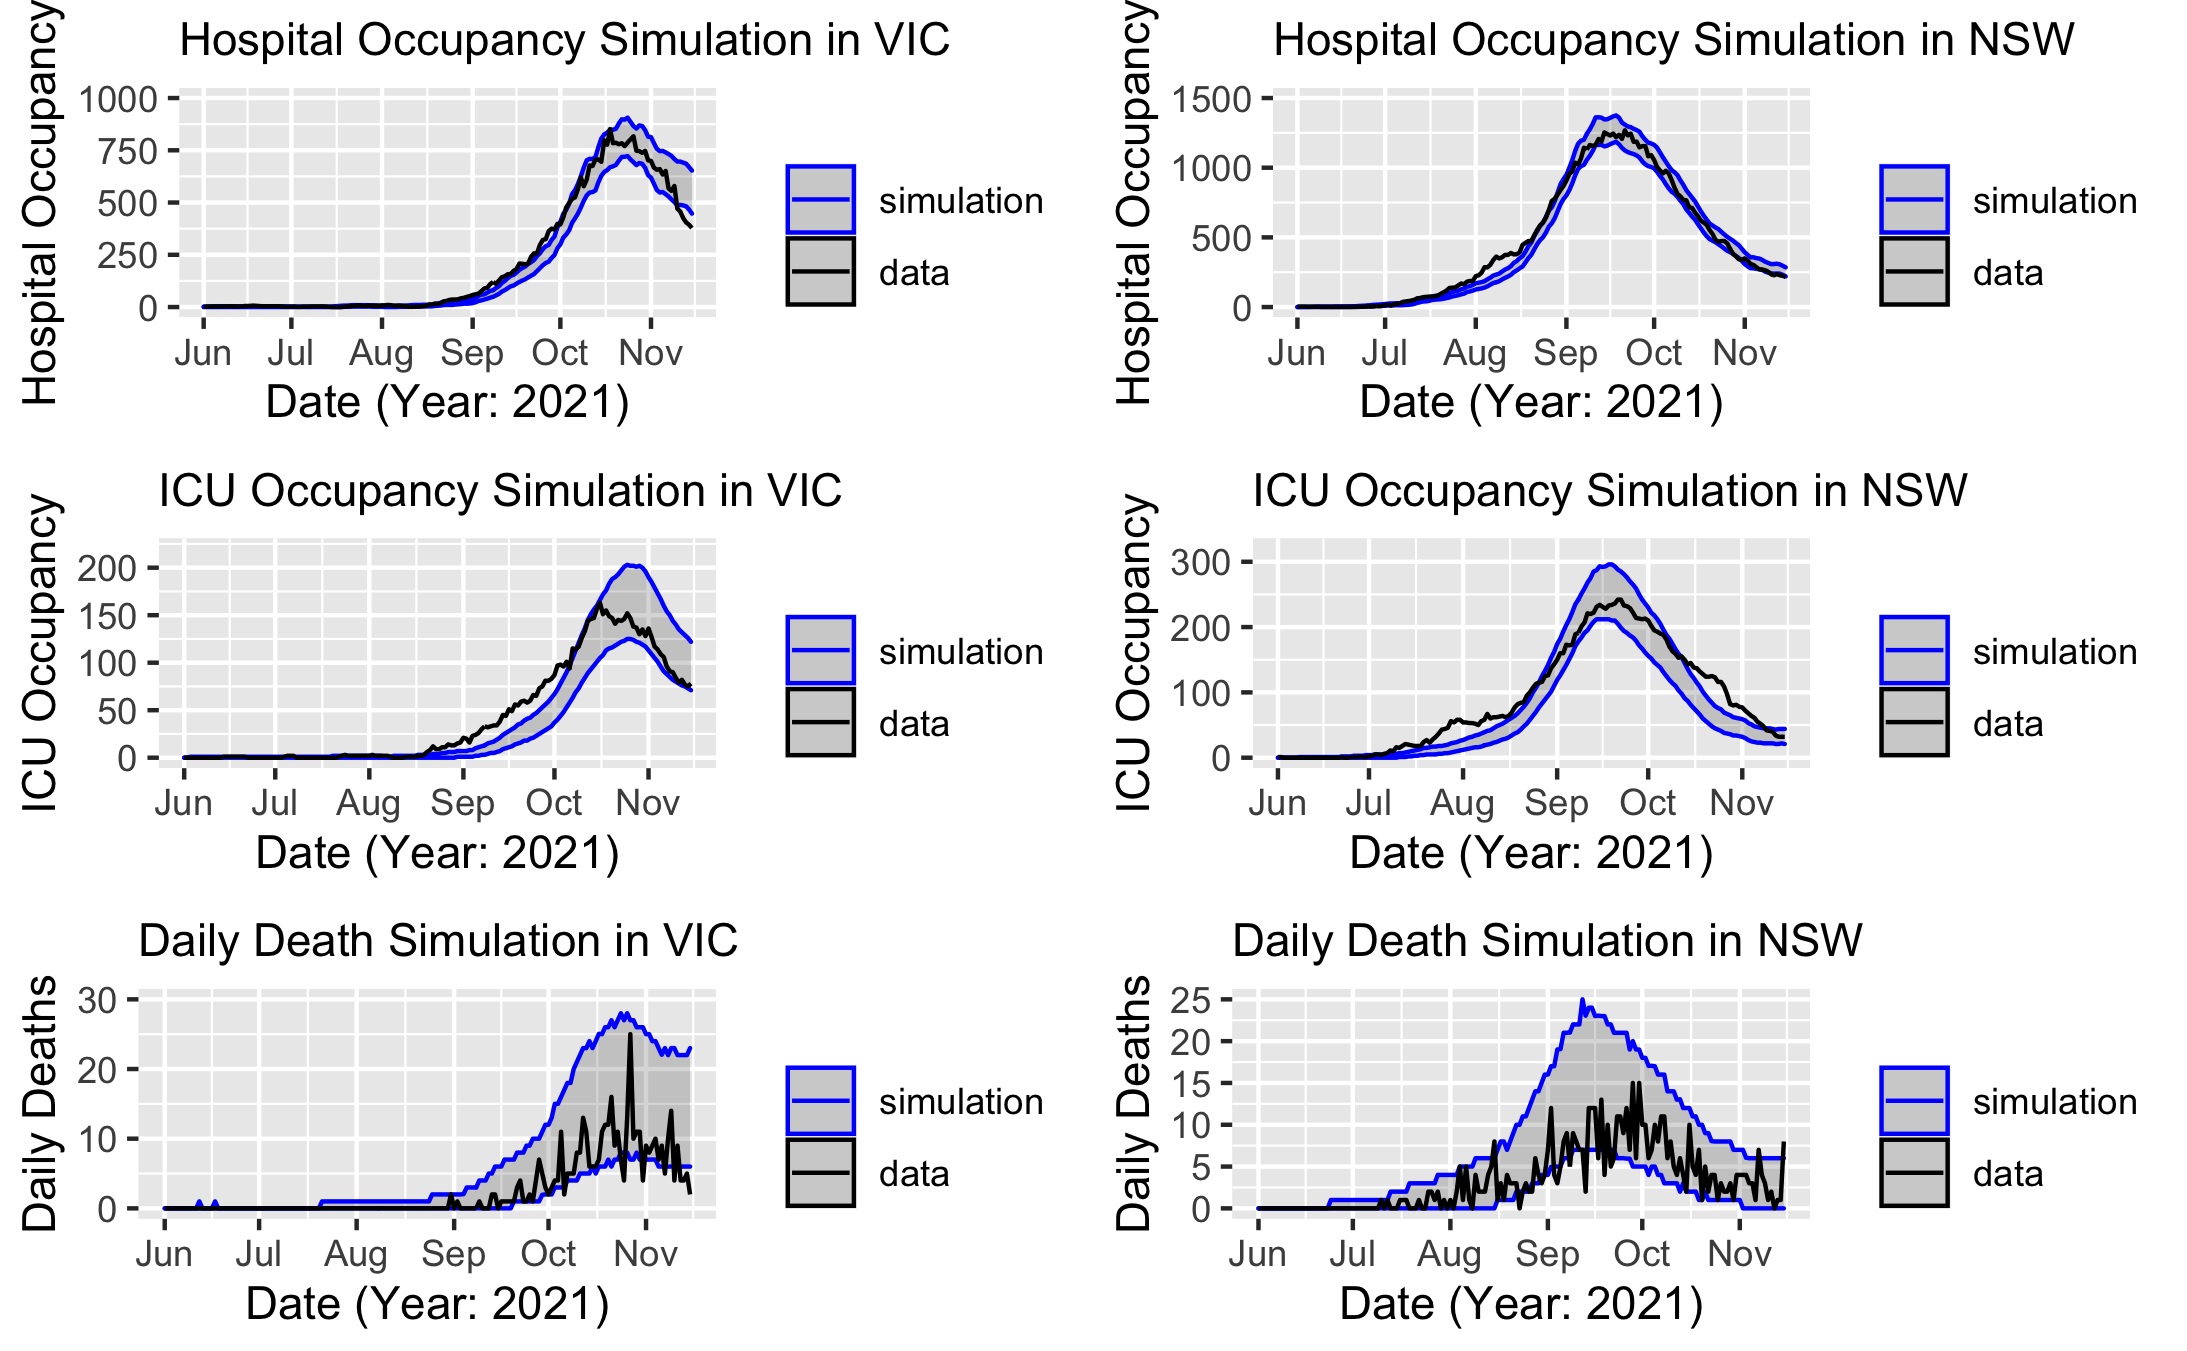 Hospital Occupancy Simulation in VIC
Hospital Occupancy
1000
750
500
250
0
Jun Jul Aug Sep Oct Nov
Date (Year: 2021)
simulation
data
Hospital Occupancy Simulation in NSW
Hospital Occupancy
1500
1000
500
0
Jun Jul Aug Sep Oct Nov
Date (Year: 2021)
simulation
data
ICU Occupancy Simulation in VIC
ICU Occupancy
200
150
100
50
0
Jun Jul Aug Sep Oct Nov
Date (Year: 2021)
simulation
data
ICU Occupancy Simulation in NSW
ICU Occupancy
300
200
100
0
Jun Jul Aug Sep Oct Nov
Date (Year: 2021)
simulation
data
Daily Death Simulation in VIC
Daily Deaths
30
20
10
0
Jun Jul Aug Sep Oct Nov
Date (Year: 2021)
simulation
data
Daily Death Simulation in NSW
Daily Deaths
25
20
15
10
5
0
Jun Jul Aug Sep Oct Nov
Date (Year: 2021)
simulation
data